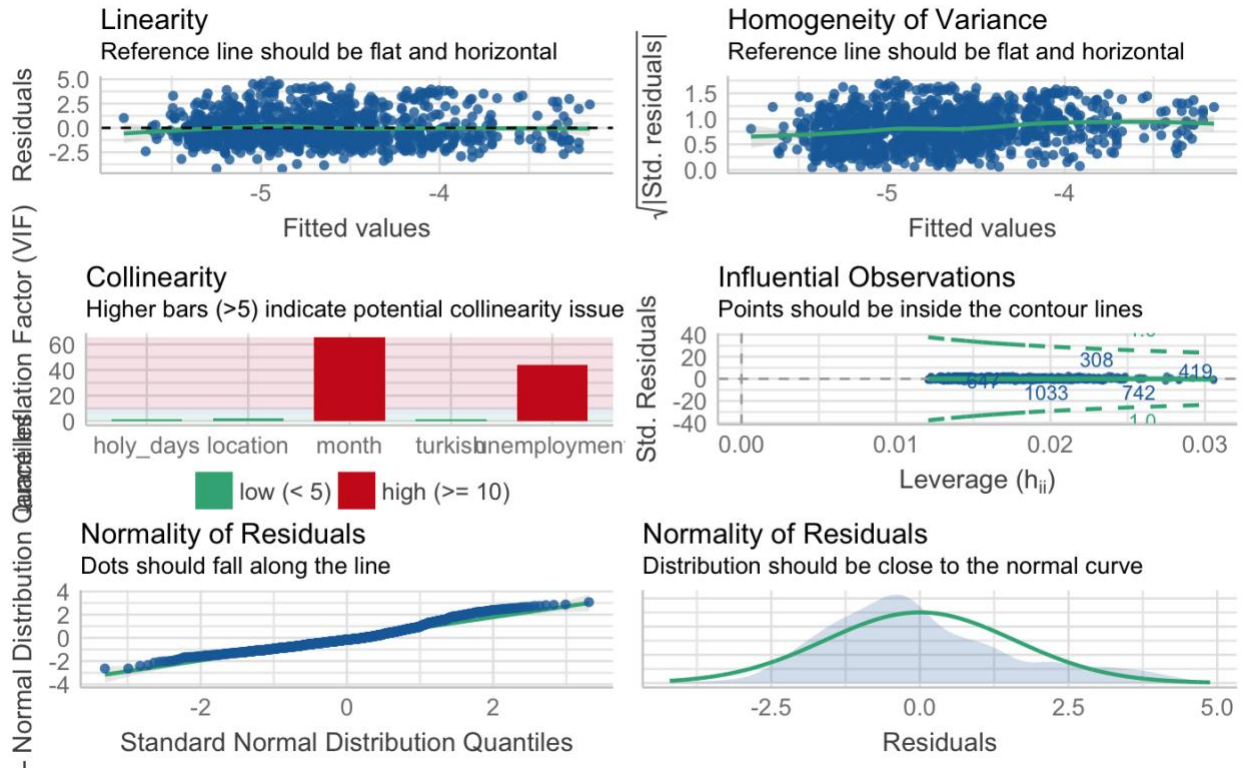 Linearity
Reference line should be flat and horizontal
Residuals
5.0
2.5
0.0
-2.5
-5
-4
Fitted values
Homogeneity of Variance
Reference line should be flat and horizontal
√|Std. residuals|
1.5
1.0
0.5
0.0
-5
-4
Fitted values
Collinearity
Higher bars (>5) indicate potential collinearity issue
Factor (VIF)
60
40
20
0
holy_days
location
month
turkish
unemploymen
low (< 5)
high (>= 10)
Influential Observations
Points should be inside the contour lines
Std. Residuals
40
20
0
-20
-40
308
419
647
1033
742
1.0
0.00
0.01
0.02
0.03
Leverage (hii)
Normality of Residuals
Dots should fall along the line
Normal Distribution
4
2
0
-2
-4
-2
0
2
Standard Normal Distribution Quantiles
Normality of Residuals
Distribution should be close to the normal curve
-2.5
0.0
2.5
5.0
Residuals